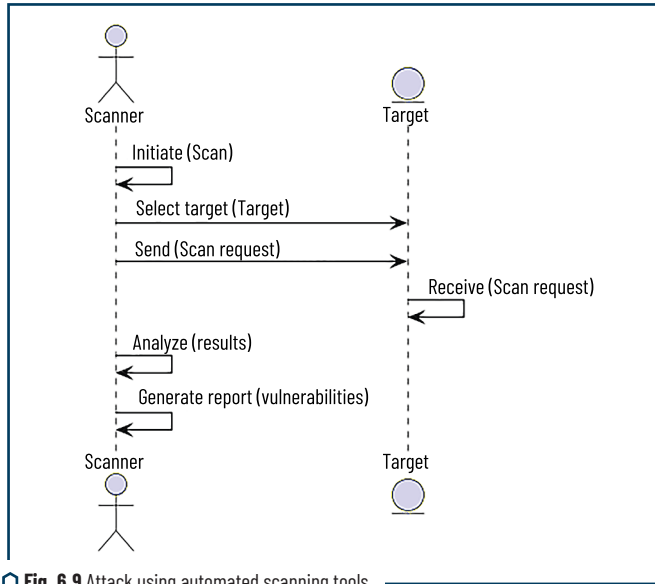 Scanner
Target
Initiate (Scan)
Select target (Target)
Send (Scan request)
Receive (Scan request)
Analyze (results)
Generate report (vulnerabilities)
Scanner
Target
Fig. 6.9 Attack using automated scanning tools